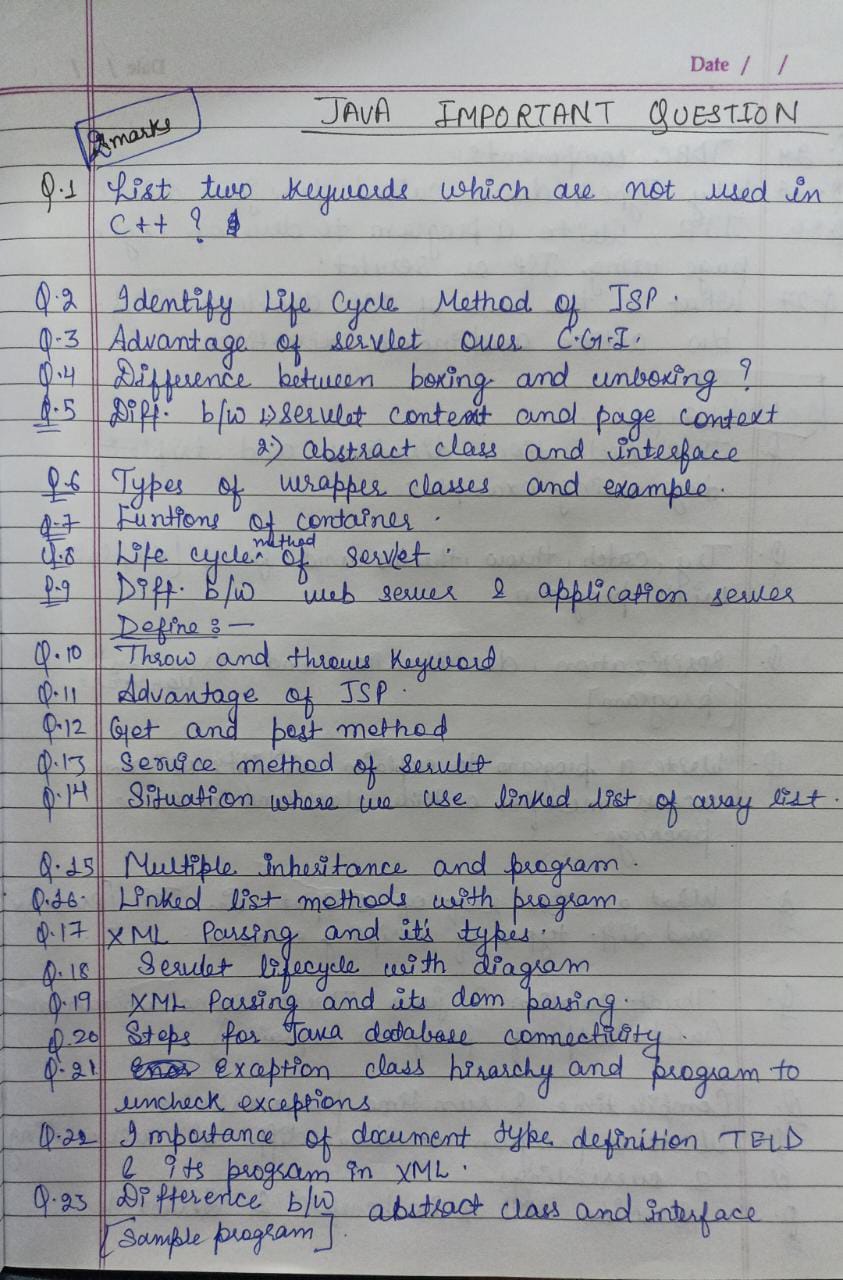 Date / /
JAVA IMPORTANT QUESTION
2marks
Q.1 List two keywords which are not used in
C++ ?
Q.2 Identify Life Cycle Method of JSP.
Q.3 Advantage of servlet over C.G.I.
Q.4 Difference between boxing and unboxing ?
Q.5 Diff. b/w 1) servlet context and page context
2) abstract class and interface
Q.6 Types of wrapper classes and example.
Q.7 Funtions of container.
Q.8 Life cycle method of servlet.
Q.9 Diff. b/w web server & application server
Define :-
Q.10 Throw and throws keyword
Q.11 Advantage of JSP.
Q.12 Get and post method
Q.13 Service method of servlet
Q.14 Situation where we use linked list of array list.
Q.15 Multiple inheritance and program.
Q.16. Linked list methods with program
Q.17 XML Parsing and it's types.
Q.18 Servlet lifecycle with diagram
Q.19 XML Parsing and its dom parsing.
Q.20 Steps for Java database connectivity.
Q.21 Exception class hirarchy and program to
uncheck exceptions
Q.22 Importance of document type definition
& its program in XML.
Q.23 Difference b/w abstract class and interface
[Sample program].